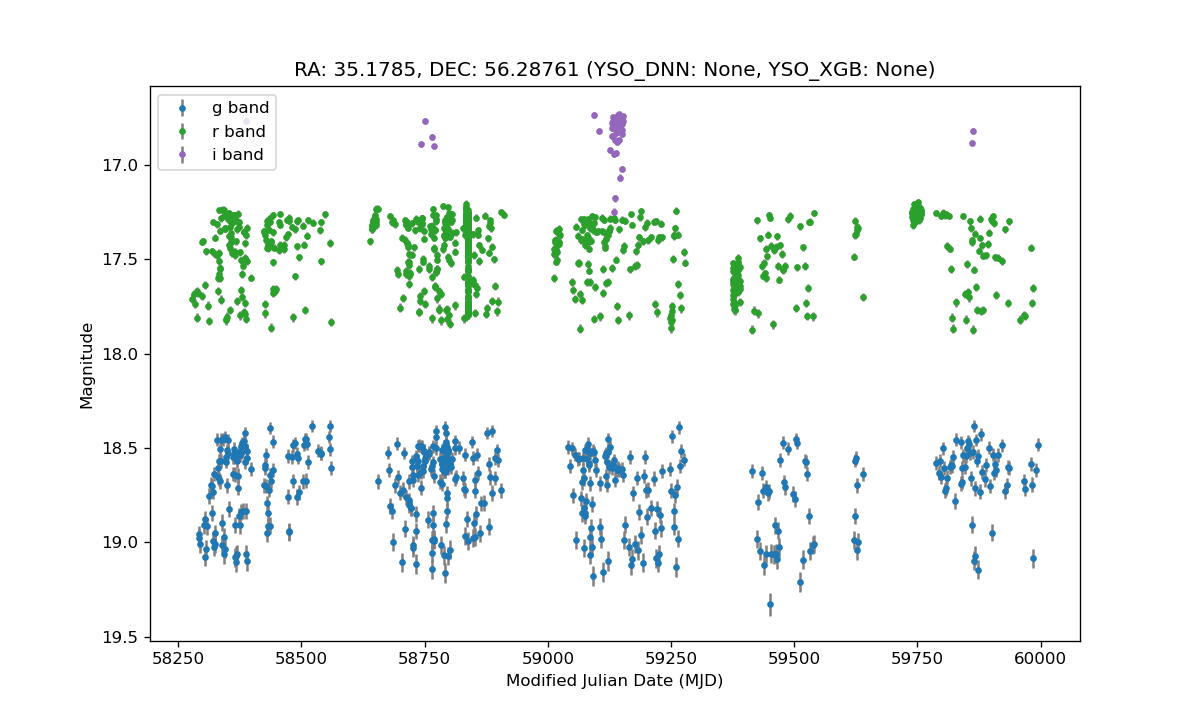 RA: 35.1785, DEC: 56.28761 (YSO_DNN: None, YSO_XGB: None)
g band
r band
i band
17.0
17.5
18.0
18.5
19.0
19.5
Magnitude
58250
58500
58750
59000
59250
59500
59750
60000
Modified Julian Date (MJD)